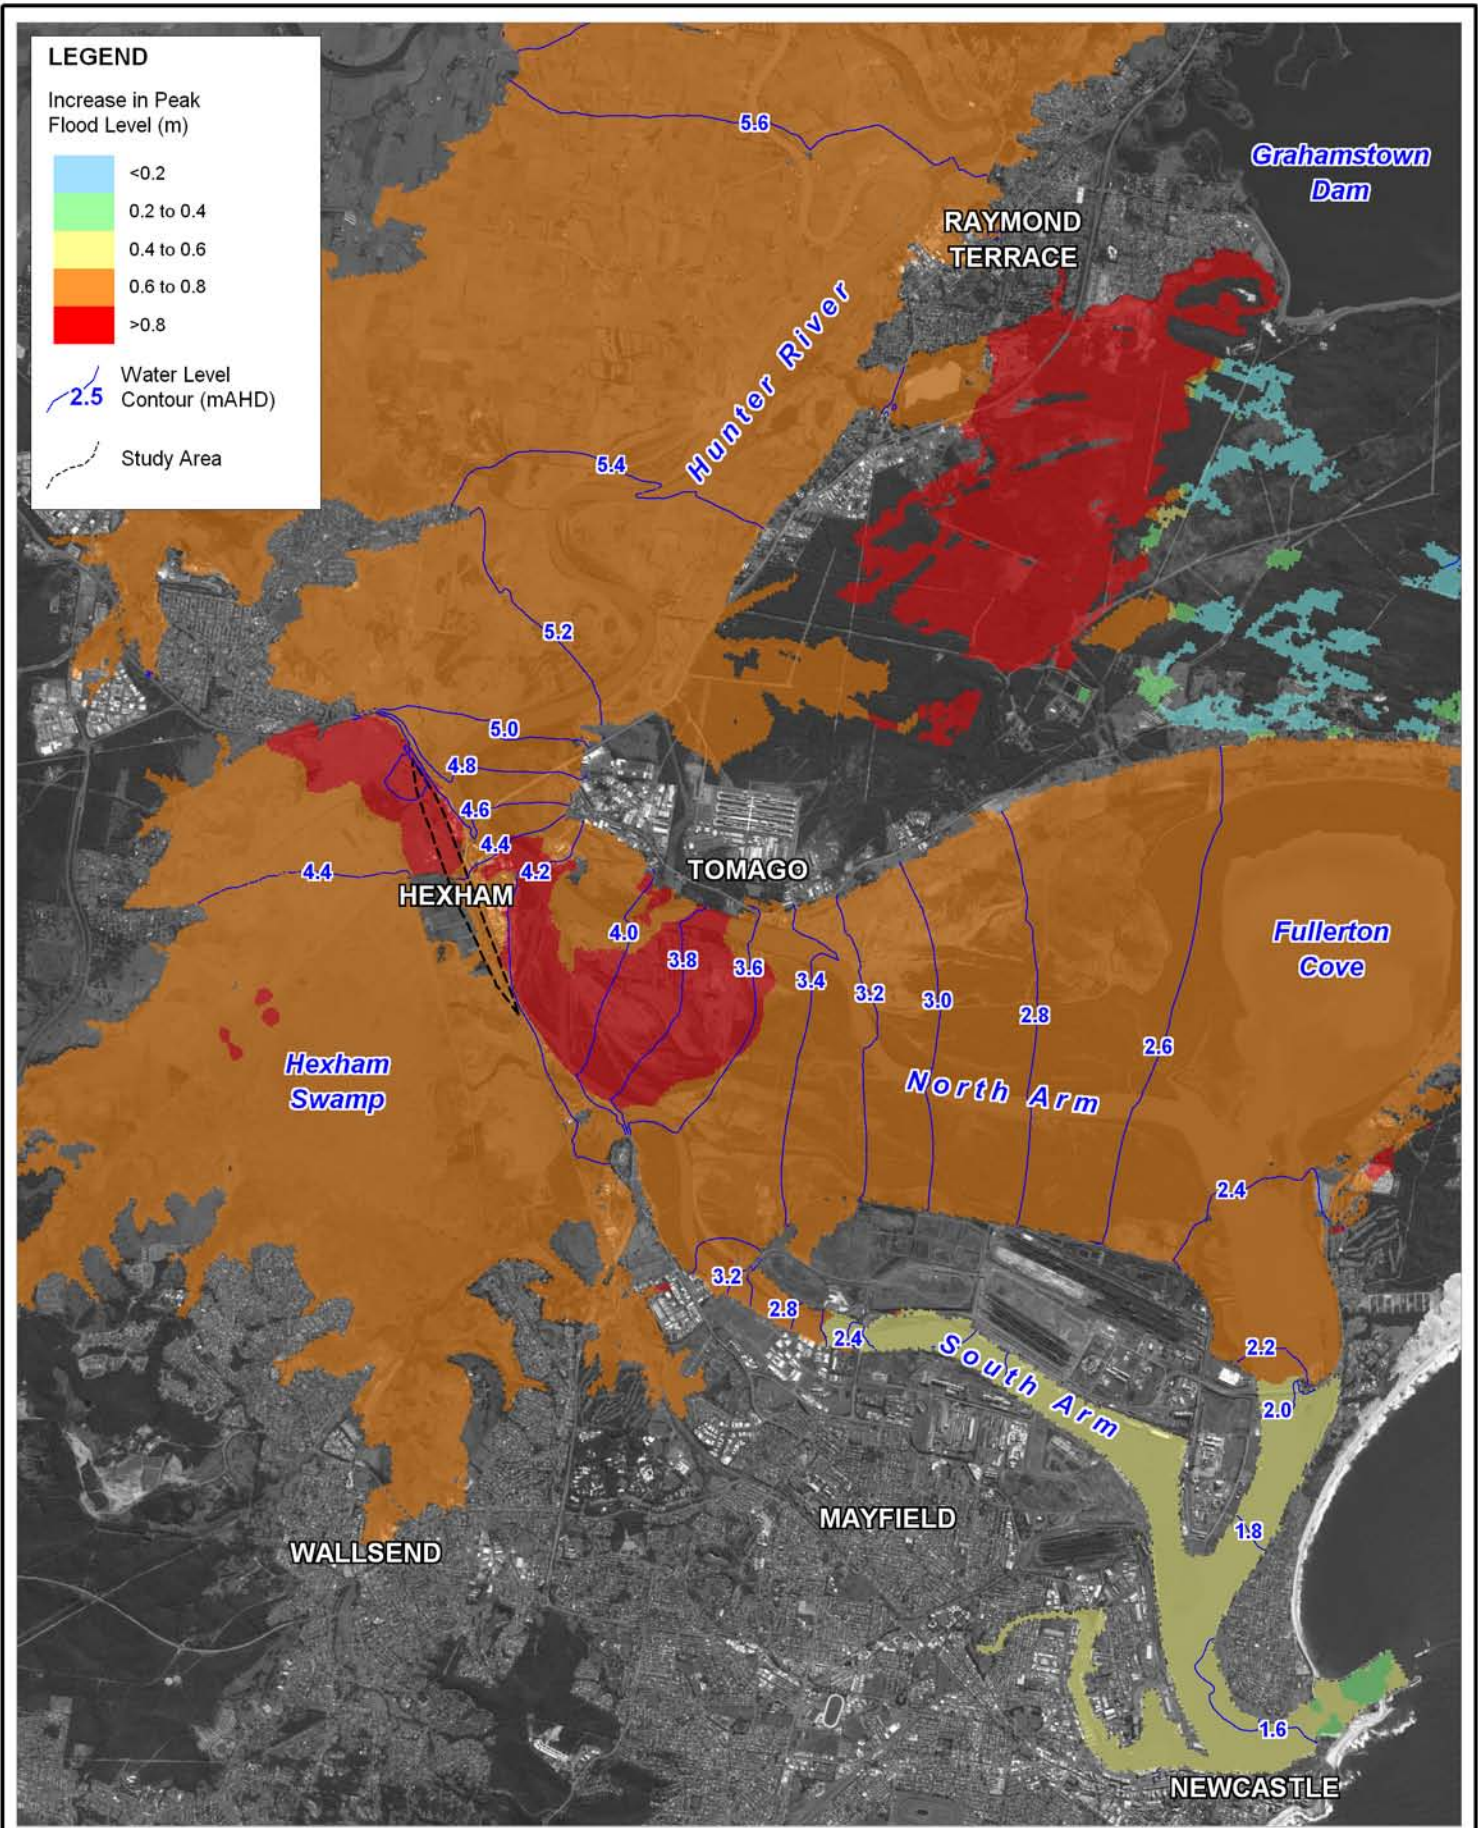 LEGEND
Increase in Peak
Flood Level (m)
<0.2
0.2 to 0.4
0.4 to 0.6
0.6 to 0.8
>0.8
2.5
Water Level
Contour (mAHD)
Study Area
5.6
Grahamstown
Dam
RAYMOND
TERRACE
Hunter River
5.4
5.2
5.0
4.8
4.6
4.4
4.2
4.4
HEXHAM
TOMAGO
4.0
3.8
3.6
3.4
3.2
3.0
2.8
2.6
Fullerton
Cove
Hexham
Swamp
North Arm
2.4
3.2
2.8
2.4
South Arm
2.2
2.0
MAYFIELD
1.8
WALLSEND
1.6
NEWCASTLE